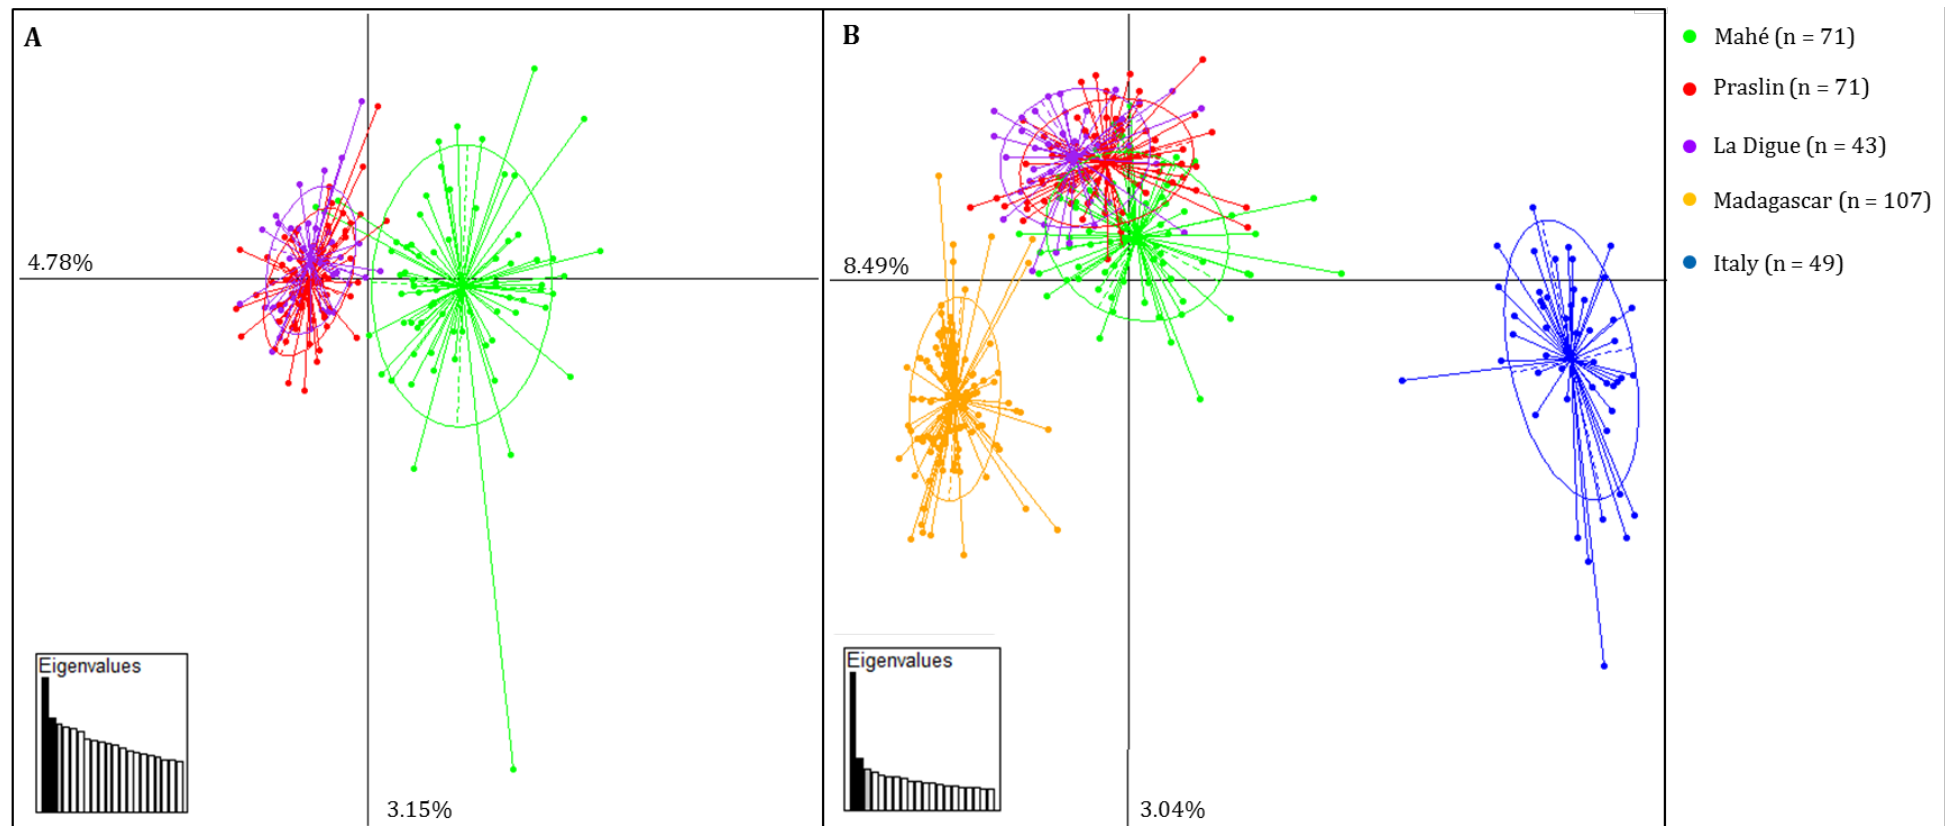 A
B
Mahé (n = 71)
Praslin (n = 71)
La Digue (n = 43)
Madagascar (n = 107)
Italy (n = 49)
4.78%
8.49%
Eigenvalues
Eigenvalues
3.15%
3.04%